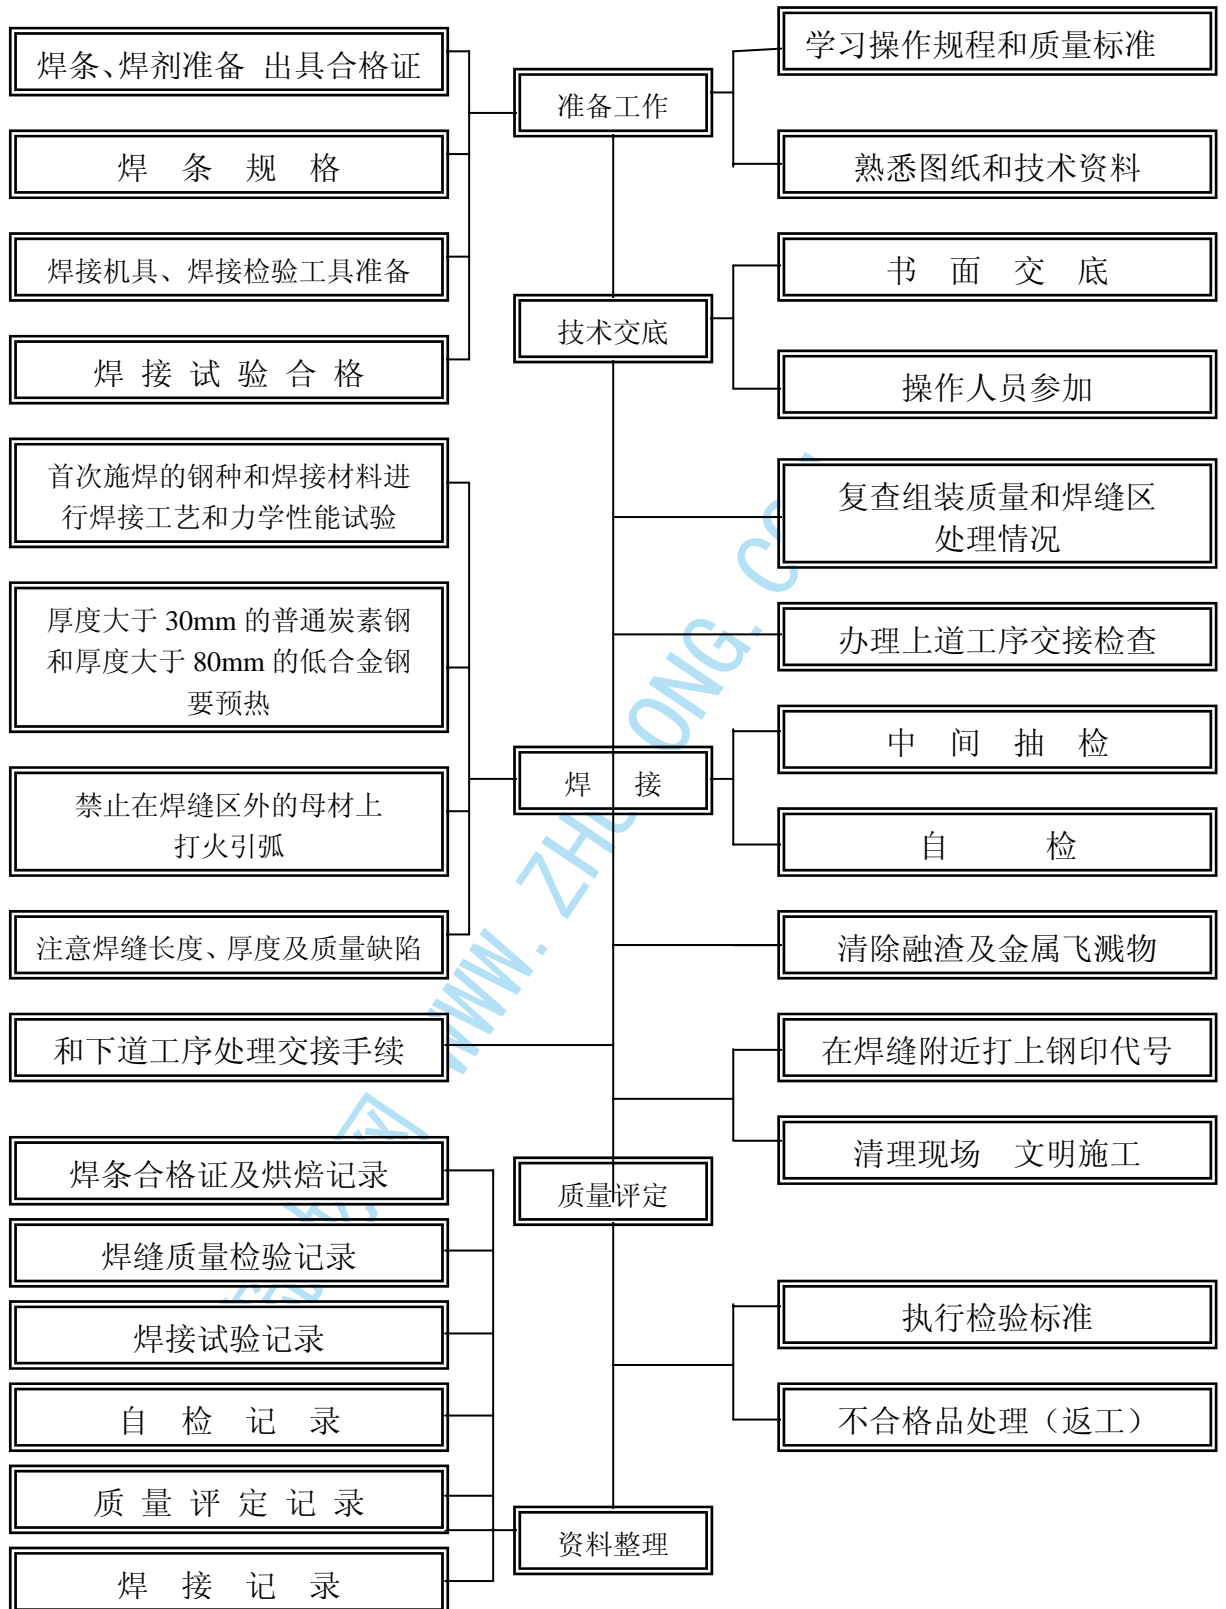 焊条、焊剂准备 出具合格证
焊 条 规 格
焊接机具、焊接检验工具准备
焊 接 试 验 合 格
首次施焊的钢种和焊接材料进
行焊接工艺和力学性能试验
厚度大于 30mm 的普通炭素钢
和厚度大于 80mm 的低合金钢
要预热
禁止在焊缝区外的母材上
打火引弧
注意焊缝长度、厚度及质量缺陷
和下道工序处理交接手续
焊条合格证及烘焙记录
焊缝质量检验记录
焊接试验记录
自 检 记 录
质 量 评 定 记 录
焊 接 记 录
准备工作
技术交底
焊 接
质量评定
资料整理
学习操作规程和质量标准
熟悉图纸和技术资料
书 面 交 底
操作人员参加
复查组装质量和焊缝区
处理情况
办理上道工序交接检查
中 间 抽 检
自 检
清除融渣及金属飞溅物
在焊缝附近打上钢印代号
清理现场 文明施工
执行检验标准
不合格品处理（返工）